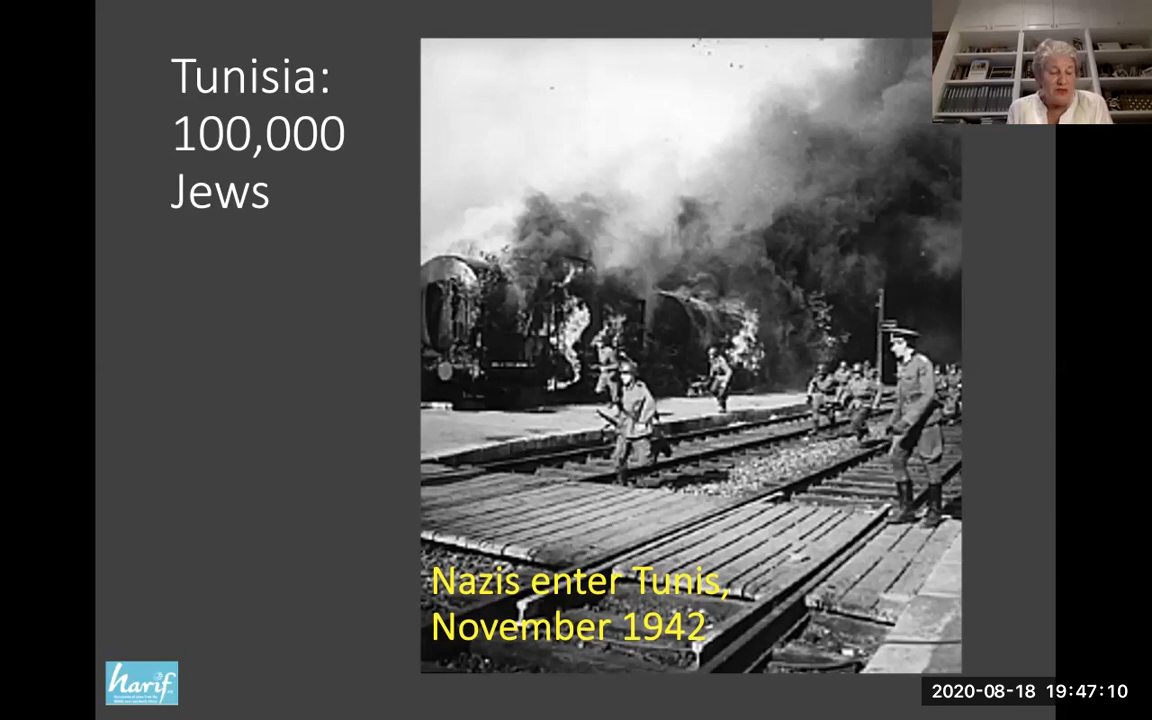 Tunisia:
100,000
Jews
Nazis enter Tunis,
November 1942
harif
2020-08-18 19:47:10